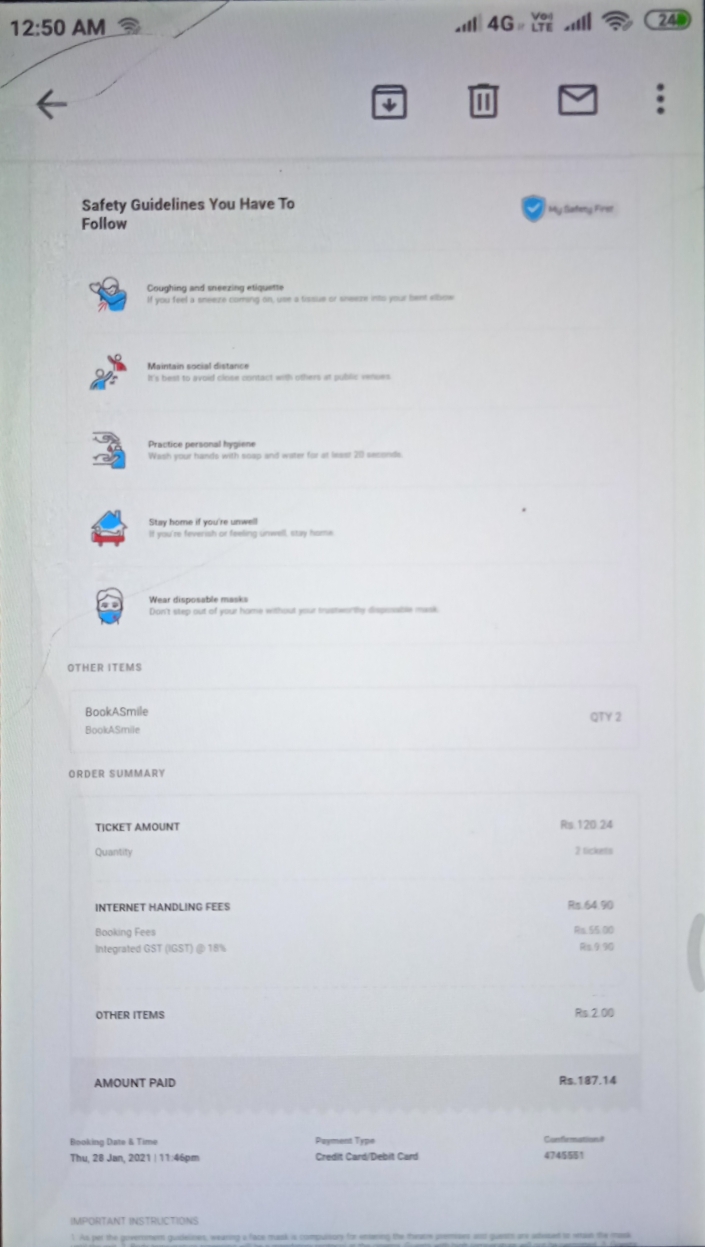 12:50 AM 4G VoLTE 24
Safety Guidelines You Have To
Follow
My Safety First
Coughing and sneezing etiquette
If you feel a sneeze coming on, use a tissue or sneeze into your bent elbow
Maintain social distance
It's best to avoid close contact with others at public venues
Practice personal hygiene
Wash your hands with soap and water for at least 20 seconds.
Stay home if you're unwell
If you're feverish or feeling unwell, stay home.
Wear disposable masks
Don't step out of your home without your trustworthy disposable mask.
OTHER ITEMS
BookASmile QTY 2
BookASmile
ORDER SUMMARY
TICKET AMOUNT Rs.120.24
Quantity 2 tickets
INTERNET HANDLING FEES Rs.64.90
Booking Fees Rs.55.00
Integrated GST (IGST) @ 18% Rs.9.90
OTHER ITEMS Rs.2.00
AMOUNT PAID Rs.187.14
Booking Date & Time Payment Type Confirmation#
Thu, 28 Jan, 2021 | 11:46pm Credit Card/Debit Card 4745551
IMPORTANT INSTRUCTIONS
1. As per the government guidelines, wearing a face mask is compulsory for entering the theatre premises and guests are advised to retain the mask